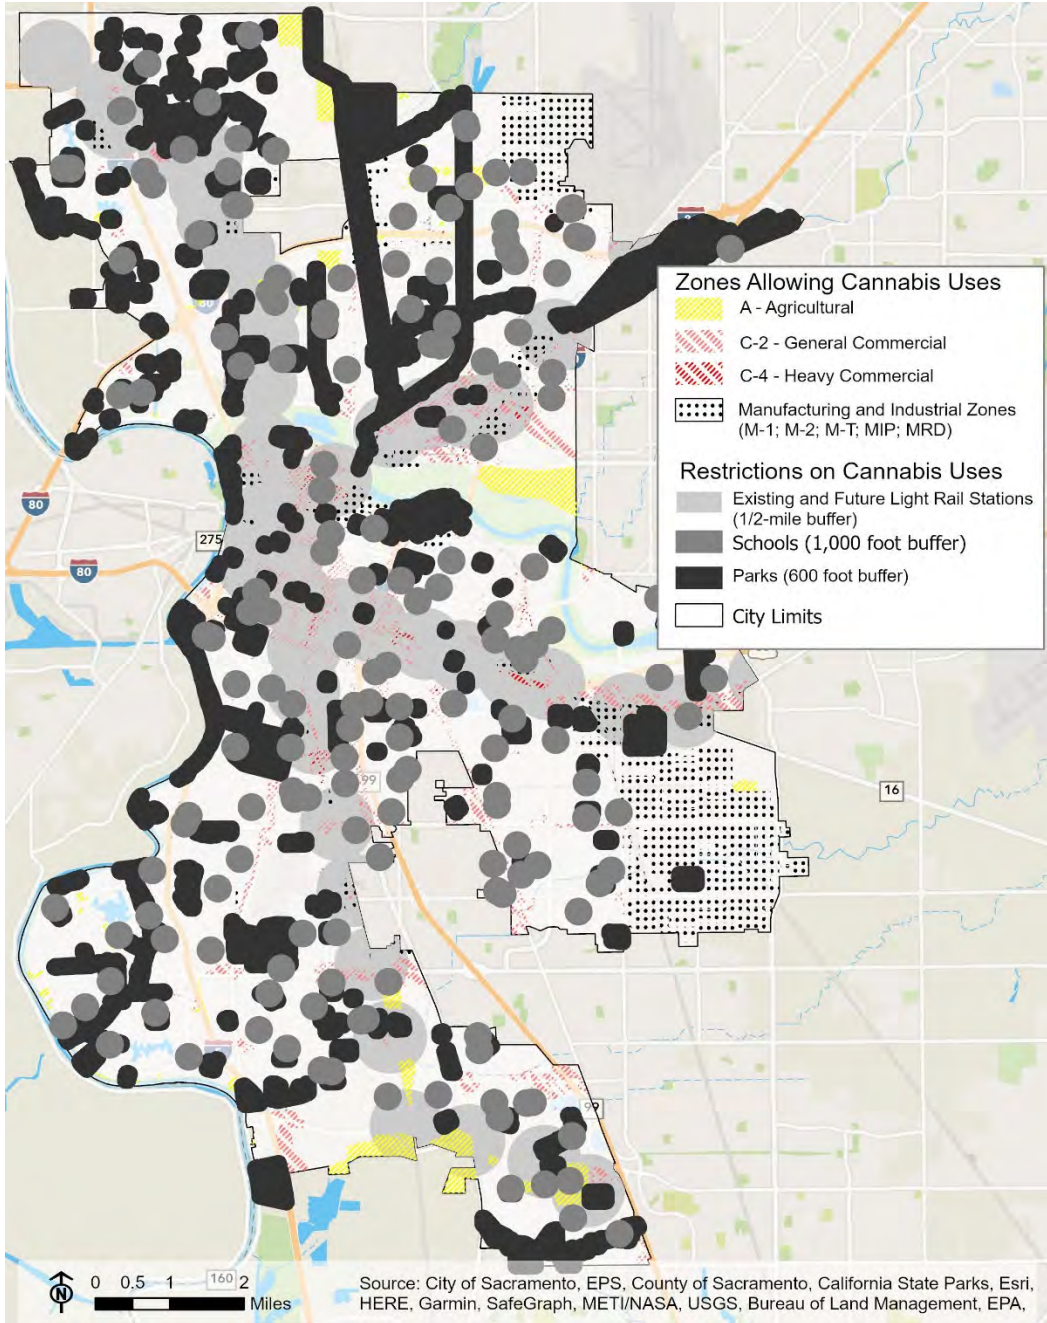 Zones Allowing Cannabis Uses
A - Agricultural
C-2 - General Commercial
C-4 - Heavy Commercial
Manufacturing and Industrial Zones
(M-1; M-2; M-T; MIP; MRD)
Restrictions on Cannabis Uses
Existing and Future Light Rail Stations
(1/2-mile buffer)
Schools (1,000 foot buffer)
Parks (600 foot buffer)
City Limits
80
80
275
80
99
16
99
160
N
0 0.5 1 2
Miles
Source: City of Sacramento, EPS, County of Sacramento, California State Parks, Esri,
HERE, Garmin, SafeGraph, METI/NASA, USGS, Bureau of Land Management, EPA,